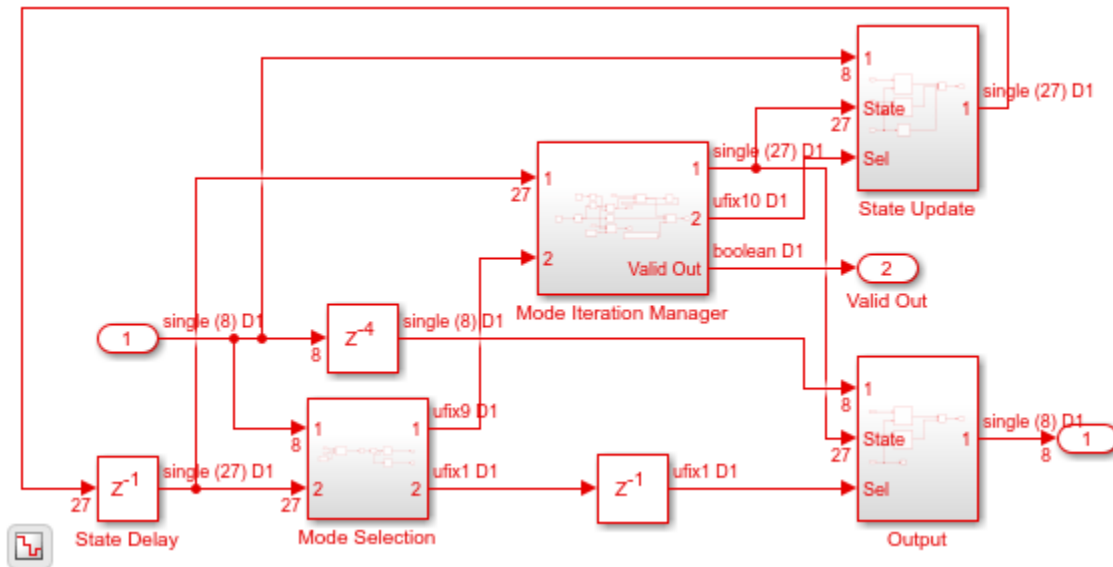 1
8
State
27
Sel
1
single (27) D1
State Update
1
27
2
1
single (27) D1
2
ufix10 D1
Valid Out
boolean D1
Mode Iteration Manager
2
Valid Out
1
single (8) D1
8
z-4
single (8) D1
1
8
2
27
1
ufix9 D1
2
ufix1 D1
Mode Selection
27
z-1
single (27) D1
State Delay
z-1
ufix1 D1
1
8
State
27
Sel
1
single (8) D1
8
1
Output